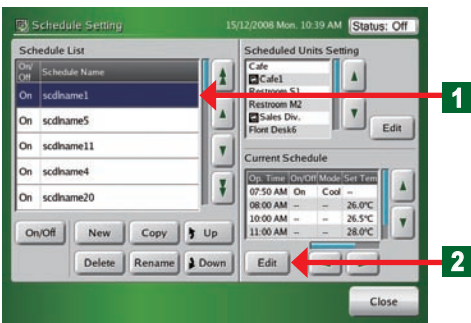 Schedule Setting 15/12/2008 Mon. 10:39 AM Status: Off
Schedule List
On/Off Schedule Name
On scdlname1
On scdlname5
On scdlname11
On scdlname4
On scdlname20
On/Off New Copy Up
Delete Rename Down
Scheduled Units Setting
Cafe
Cafe1
Restroom S1
Restroom M2
Sales Div.
Flont Desk6
Edit
Current Schedule
Op. Time On/Off Mode Set Tem
07:50 AM On Cool --
08:00 AM -- -- 26.0°C
10:00 AM -- -- 26.5°C
11:00 AM -- -- 28.0°C
Edit
Close
1
2